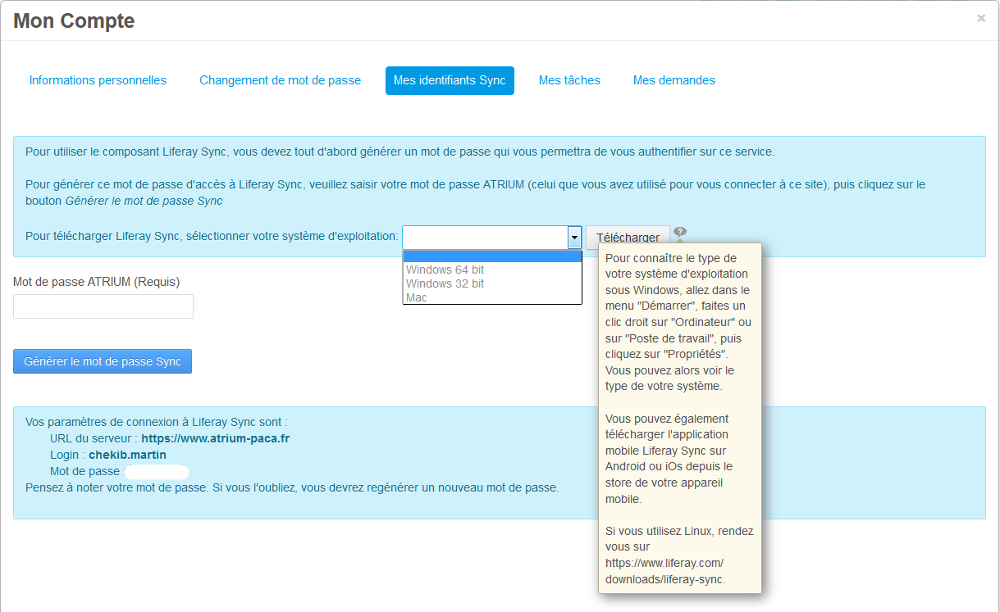 Mon Compte
×
Informations personnelles
Changement de mot de passe
Mes identifiants Sync
Mes tâches
Mes demandes
Pour utiliser le composant Liferay Sync, vous devez tout d'abord générer un mot de passe qui vous permettra de vous authentifier sur ce service.
Pour générer ce mot de passe d'accès à Liferay Sync, veuillez saisir votre mot de passe ATRIUM (celui que vous avez utilisé pour vous connecter à ce site), puis cliquez sur le
bouton Générer le mot de passe Sync
Pour télécharger Liferay Sync, sélectionner votre système d'exploitation:
Télécharger
?
Windows 64 bit
Windows 32 bit
Mac
Pour connaître le type de
votre système d'exploitation
sous Windows, allez dans le
menu "Démarrer", faites un
clic droit sur "Ordinateur" ou
sur "Poste de travail", puis
cliquez sur "Propriétés".
Vous pouvez alors voir le
type de votre système.
Vous pouvez également
télécharger l'application
mobile Liferay Sync sur
Android ou iOs depuis le
store de votre appareil
mobile.
Si vous utilisez Linux, rendez
vous sur
https://www.liferay.com/
downloads/liferay-sync.
Mot de passe ATRIUM (Requis)
Générer le mot de passe Sync
Vos paramètres de connexion à Liferay Sync sont :
URL du serveur : https://www.atrium-paca.fr
Login : chekib.martin
Mot de passe :
Pensez à noter votre mot de passe. Si vous l'oubliez, vous devrez regénérer un nouveau mot de passe.